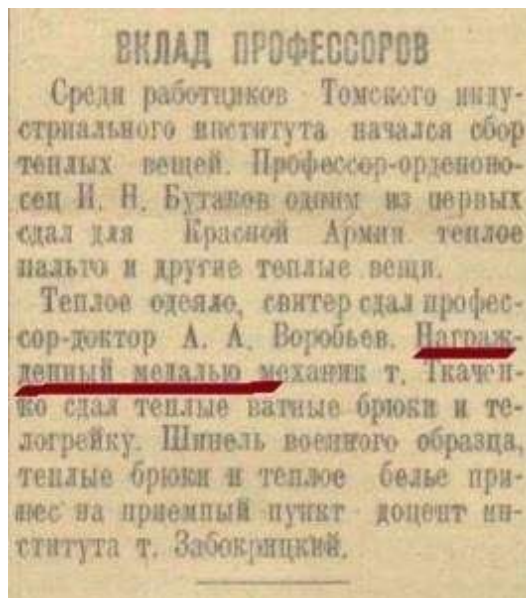 ВКЛАД ПРОФЕССОРОВ
Среди работников Томского инду-
стриального института начался сбор
теплых вещей. Профессор-орденоно-
сец И. Н. Бутаков одним из первых
сдал для Красной Армии теплое
пальто и другие теплые вещи.
Теплое одеяло, свитер сдал профес-
сор-доктор А. А. Воробьев. Награж-
денный медалью механик т. Ткачен-
ко сдал теплые ватные брюки и те-
логрейку. Шинель военного образца,
теплые брюки и теплое белье при-
нес на приемный пункт доцент ин-
ститута т. Забокрицкий.